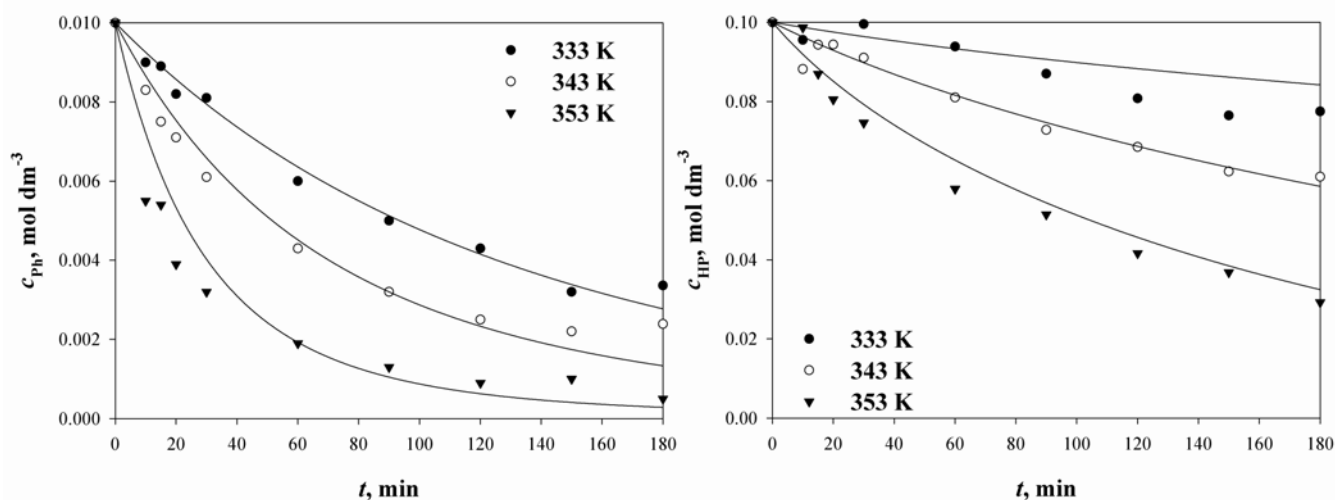 0.010
0.008
0.006
0.004
0.002
0.000
c_Ph, mol dm⁻³
333 K
343 K
353 K
0 20 40 60 80 100 120 140 160 180
t, min
0.10
0.08
0.06
0.04
0.02
0.00
c_HP, mol dm⁻³
333 K
343 K
353 K
0 20 40 60 80 100 120 140 160 180
t, min